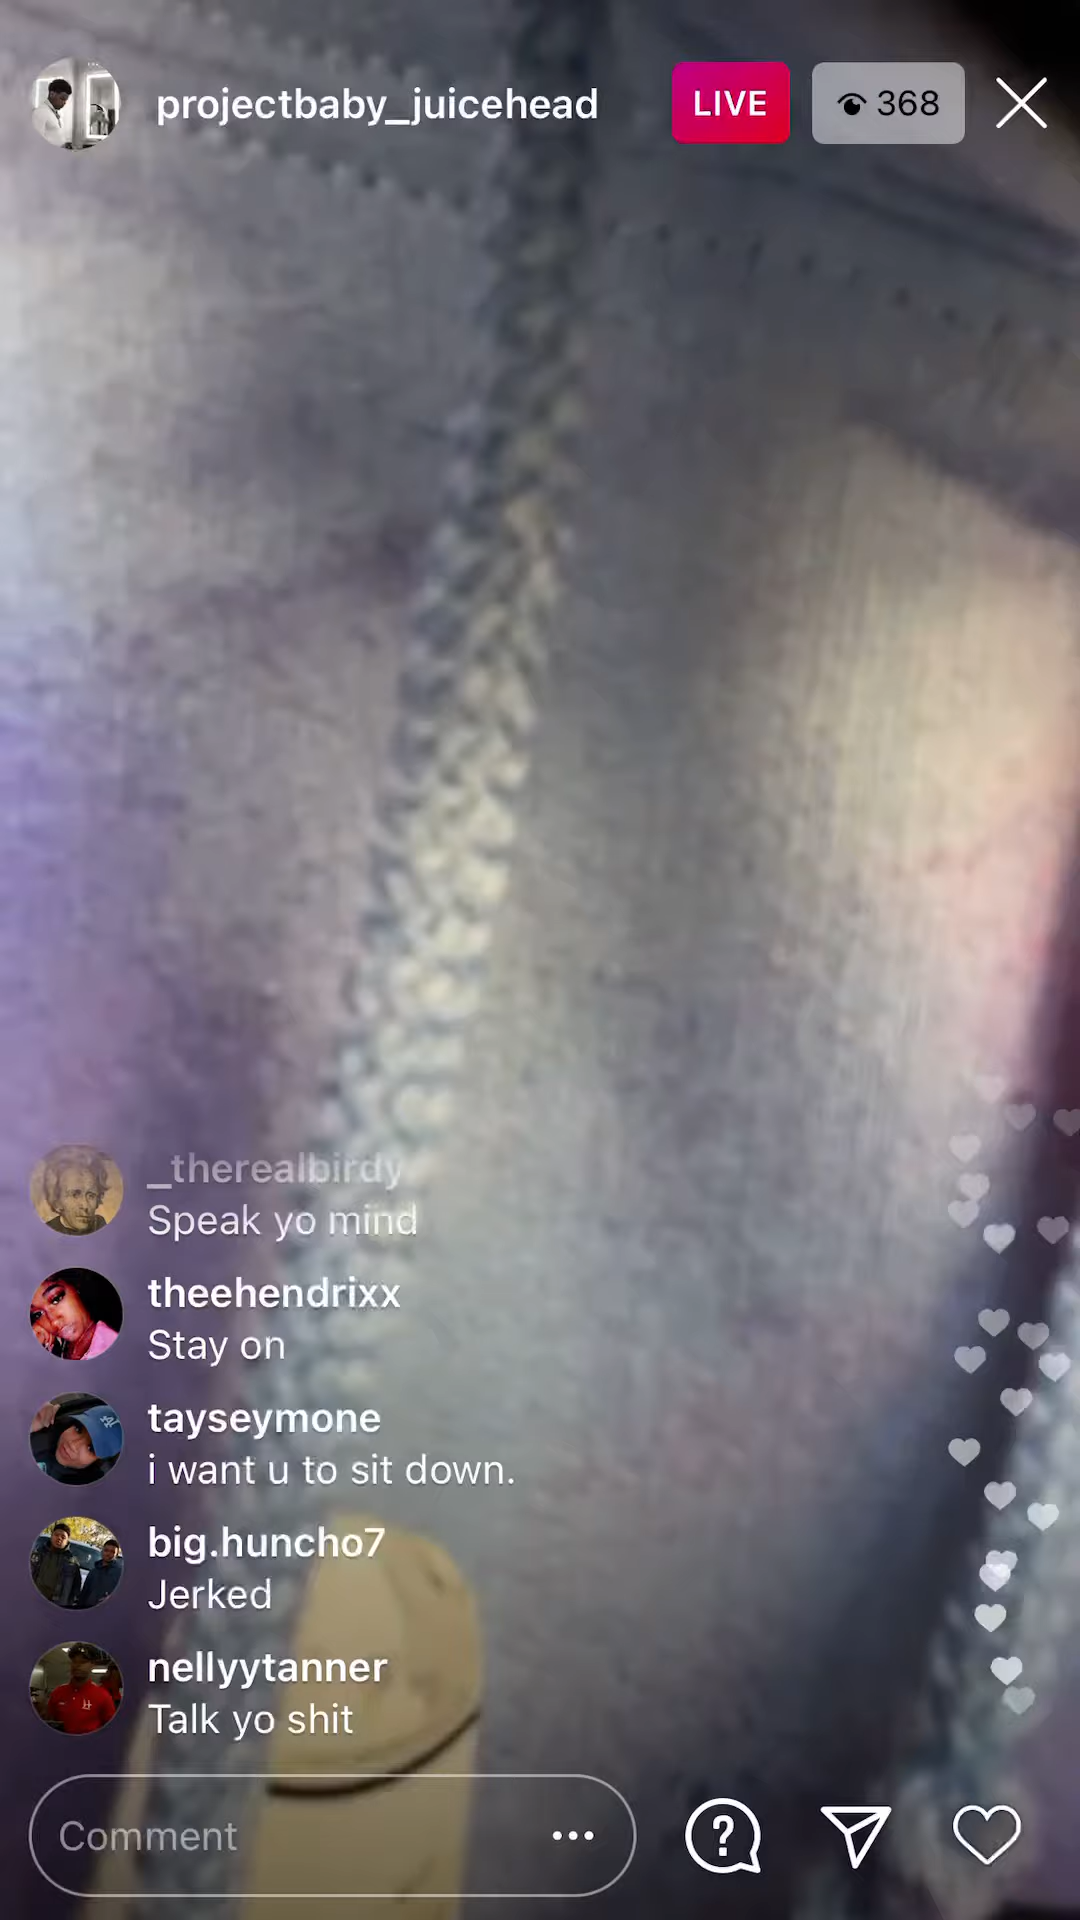 projectbaby_juicehead
LIVE
368
_therealbirdy
Speak yo mind
theehendrixx
Stay on
tayseymone
i want u to sit down.
big.huncho7
Jerked
nellyytanner
Talk yo shit
Comment